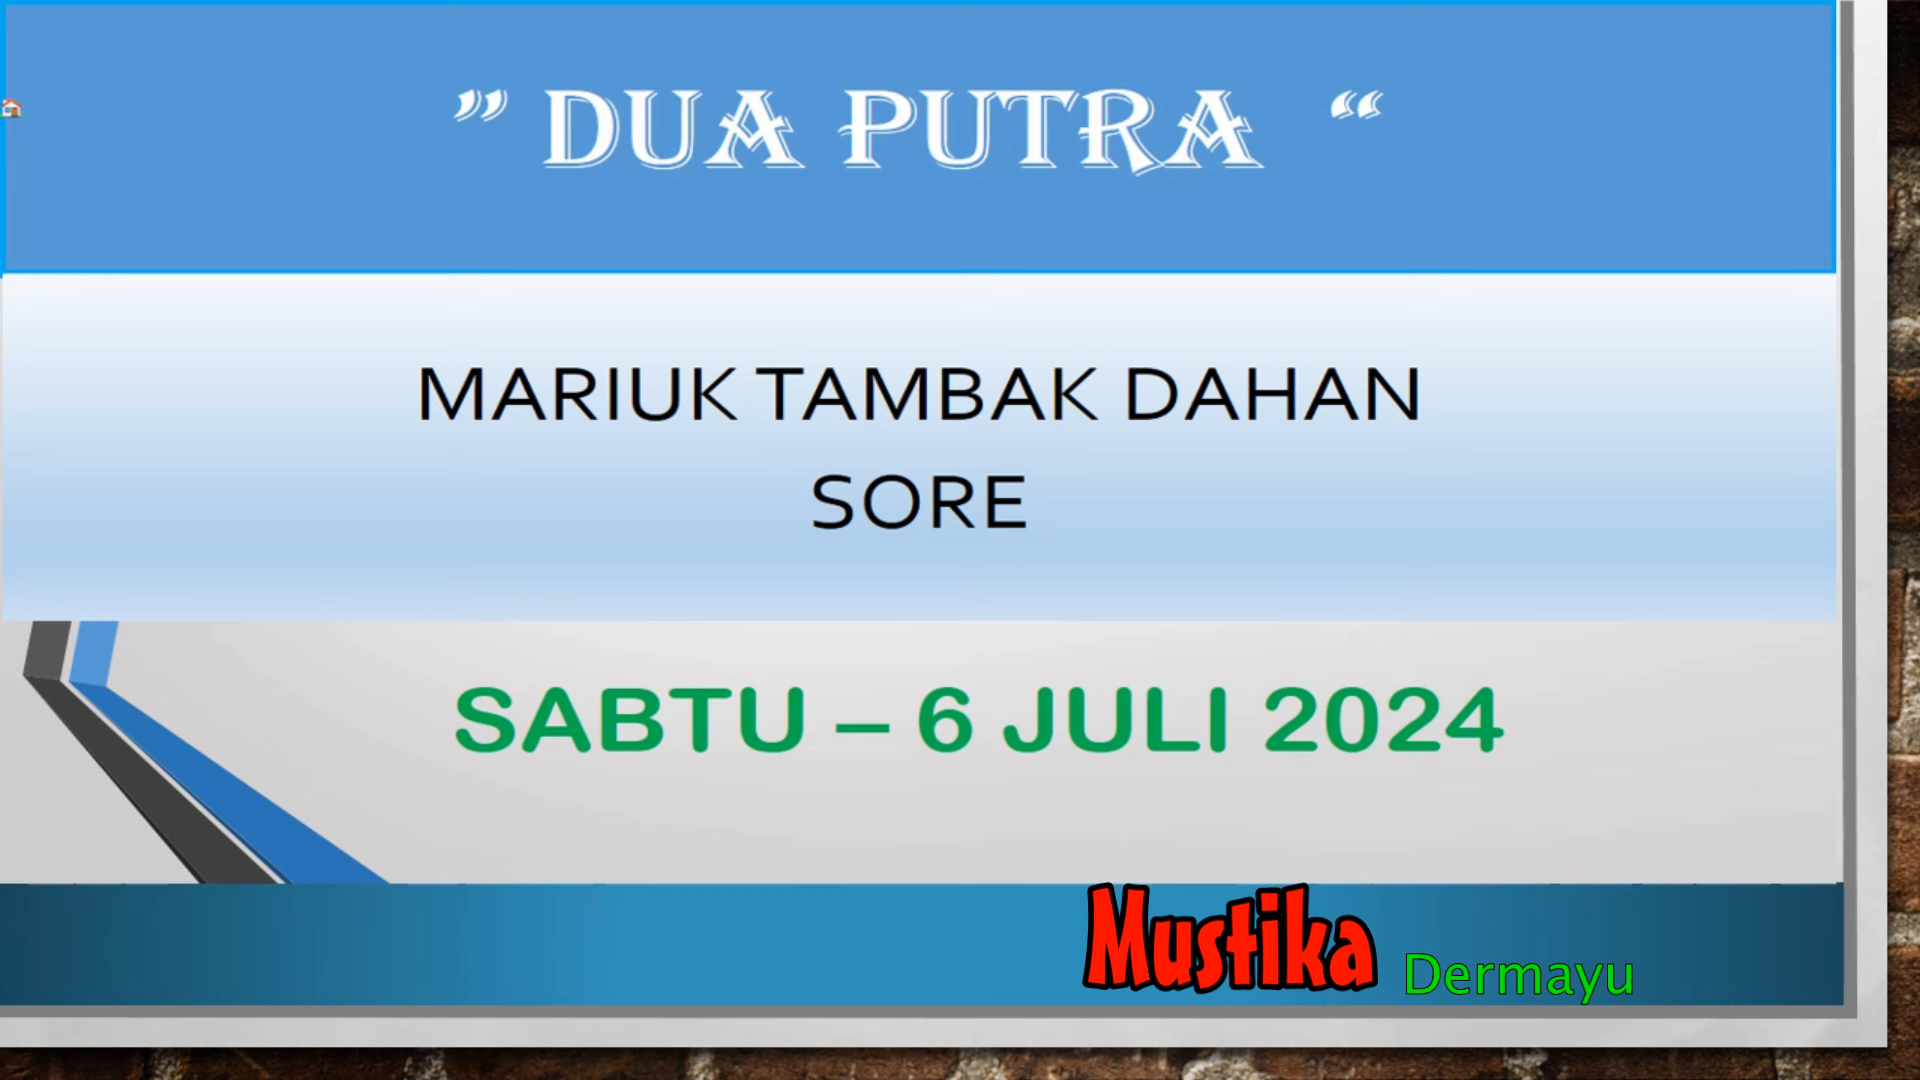 ” DUA PUTRA “
MARIUK TAMBAK DAHAN
SORE
SABTU – 6 JULI 2024
Mustika Dermayu